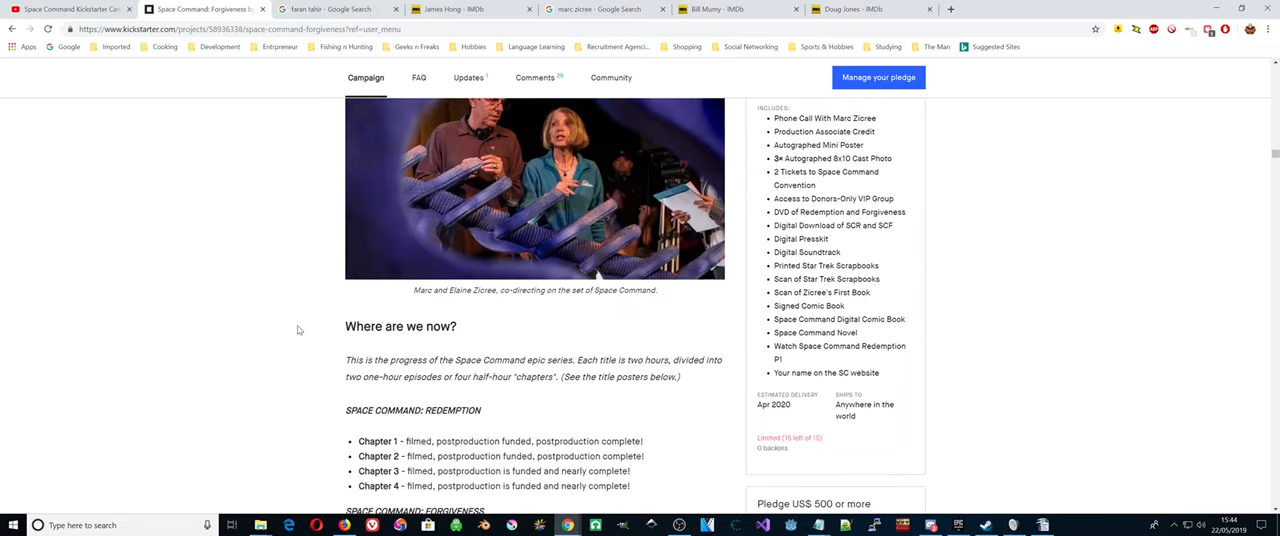 Space Command Kickstarter Car
Space Command: Forgiveness b
faran tahir - Google Search
James Hong - IMDb
marc zicree - Google Search
Bill Mumy - IMDb
Doug Jones - IMDb
https://www.kickstarter.com/projects/58936338/space-command-forgiveness?ref=user_menu
Apps Google Imported Cooking Development Entrpreneur Fishing n Hunting Geeks n Freaks Hobbies Language Learning Recruitment Agenci... Shopping Social Networking Sports & Hobbies Studying The Man Suggested Sites
Campaign FAQ Updates 1 Comments 28 Community Manage your pledge
Marc and Elaine Zicree, co-directing on the set of Space Command.
Where are we now?
This is the progress of the Space Command epic series. Each title is two hours, divided into
two one-hour episodes or four half-hour "chapters". (See the title posters below.)
SPACE COMMAND: REDEMPTION
• Chapter 1 - filmed, postproduction funded, postproduction complete!
• Chapter 2 - filmed, postproduction funded, postproduction complete!
• Chapter 3 - filmed, postproduction is funded and nearly complete!
• Chapter 4 - filmed, postproduction is funded and nearly complete!
SPACE COMMAND: FORGIVENESS
INCLUDES:
• Phone Call With Marc Zicree
• Production Associate Credit
• Autographed Mini Poster
• 3× Autographed 8x10 Cast Photo
• 2 Tickets to Space Command
Convention
• Access to Donors-Only VIP Group
• DVD of Redemption and Forgiveness
• Digital Download of SCR and SCF
• Digital Presskit
• Digital Soundtrack
• Printed Star Trek Scrapbooks
• Scan of Star Trek Scrapbooks
• Scan of Zicree's First Book
• Signed Comic Book
• Space Command Digital Comic Book
• Space Command Novel
• Watch Space Command Redemption
P1
• Your name on the SC website
ESTIMATED DELIVERY SHIPS TO
Apr 2020 Anywhere in the
world
Limited (15 left of 15)
0 backers
Pledge US$ 500 or more
Type here to search
15:44
22/05/2019